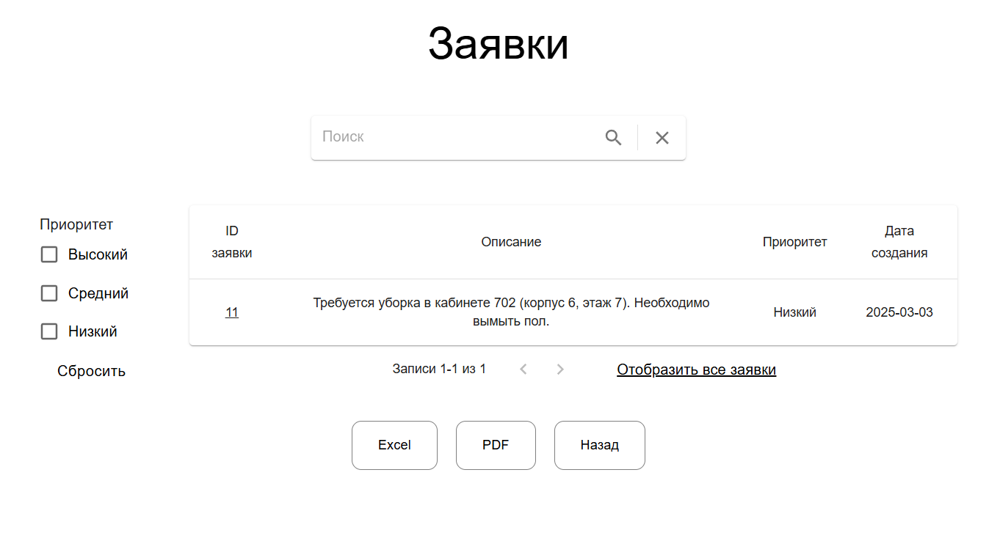 Заявки
Поиск
Приоритет
Высокий
Средний
Низкий
Сбросить
ID
заявки
Описание
Приоритет
Дата
создания
11
Требуется уборка в кабинете 702 (корпус 6, этаж 7). Необходимо
вымыть пол.
Низкий
2025-03-03
Записи 1-1 из 1
Отобразить все заявки
Excel
PDF
Назад